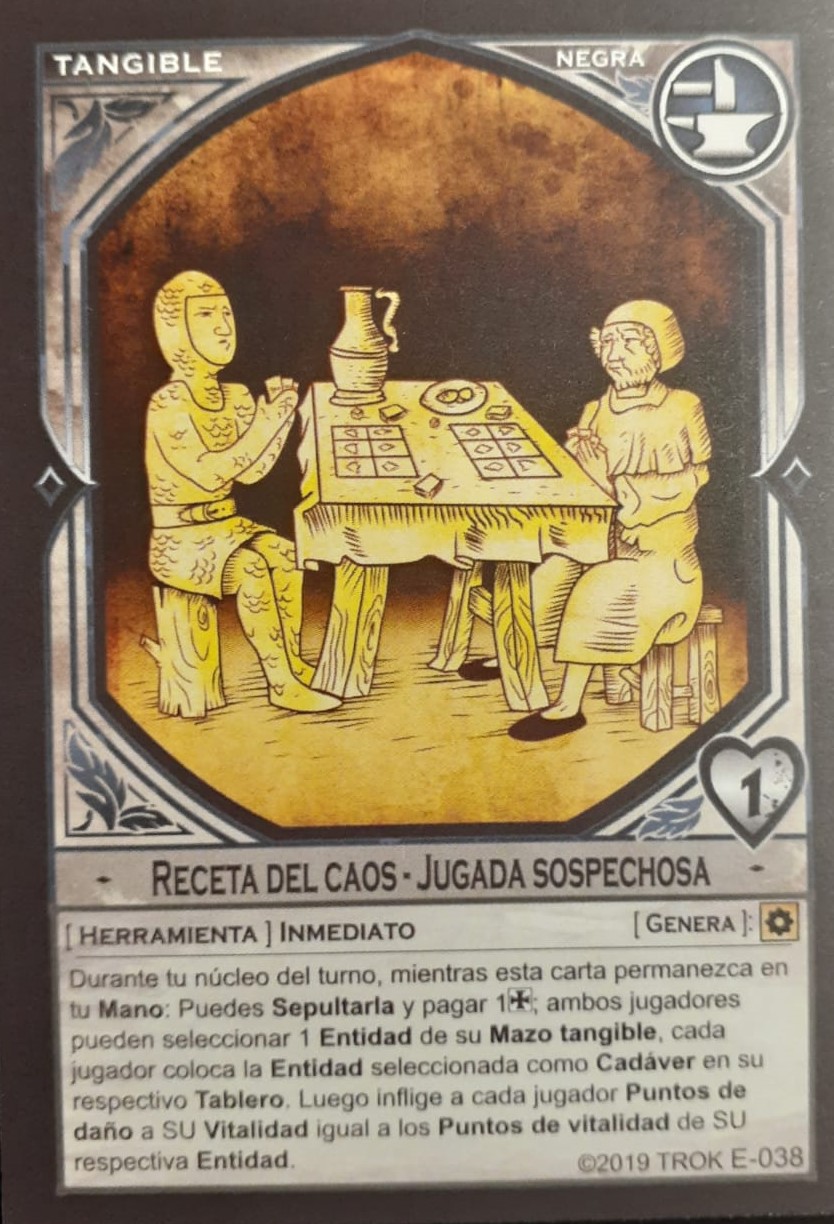 TANGIBLE
NEGRA
1
RECETA DEL CAOS - JUGADA SOSPECHOSA
[ HERRAMIENTA ] INMEDIATO
[ GENERA ]:
Durante tu núcleo del turno, mientras esta carta permanezca en
tu Mano: Puedes Sepultarla y pagar 1✠; ambos jugadores
pueden seleccionar 1 Entidad de su Mazo tangible, cada
jugador coloca la Entidad seleccionada como Cadáver en su
respectivo Tablero. Luego inflige a cada jugador Puntos de
daño a SU Vitalidad igual a los Puntos de vitalidad de SU
respectiva Entidad.
©2019 TROK E-038